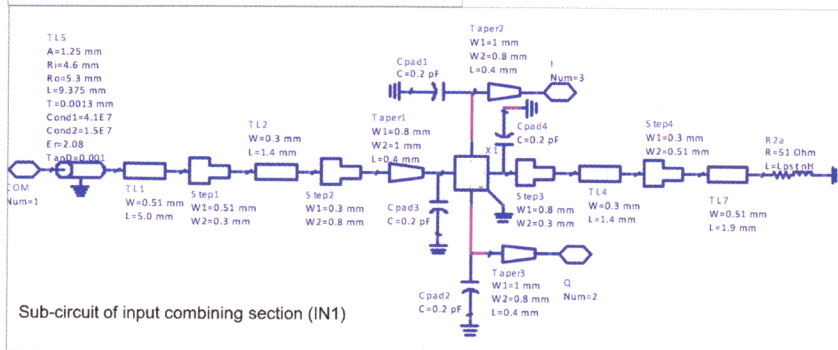 TL5
A=1.25 mm
Ri=4.6 mm
Ro=5.3 mm
L=9.375 mm
T=0.0013 mm
Cond1=4.1E7
Cond2=1.5E7
Er=2.08
TanD=0.001
COM
Num=1
TL1
W=0.51 mm
L=5.0 mm
Step1
W1=0.51 mm
W2=0.3 mm
TL2
W=0.3 mm
L=1.4 mm
Step2
W1=0.3 mm
W2=0.8 mm
Taper1
W1=0.8 mm
W2=1 mm
L=0.4 mm
Cpad1
C=0.2 pF
Cpad3
C=0.2 pF
Taper2
W1=1 mm
W2=0.8 mm
L=0.4 mm
I
Num=3
Cpad4
C=0.2 pF
X1
Step3
W1=0.8 mm
W2=0.3 mm
TL4
W=0.3 mm
L=1.4 mm
Step4
W1=0.3 mm
W2=0.51 mm
TL7
W=0.51 mm
L=1.9 mm
R2a
R=51 Ohm
L=Lpst nH
Cpad2
C=0.2 pF
Taper3
W1=1 mm
W2=0.8 mm
L=0.4 mm
Q
Num=2
Sub-circuit of input combining section (IN1)